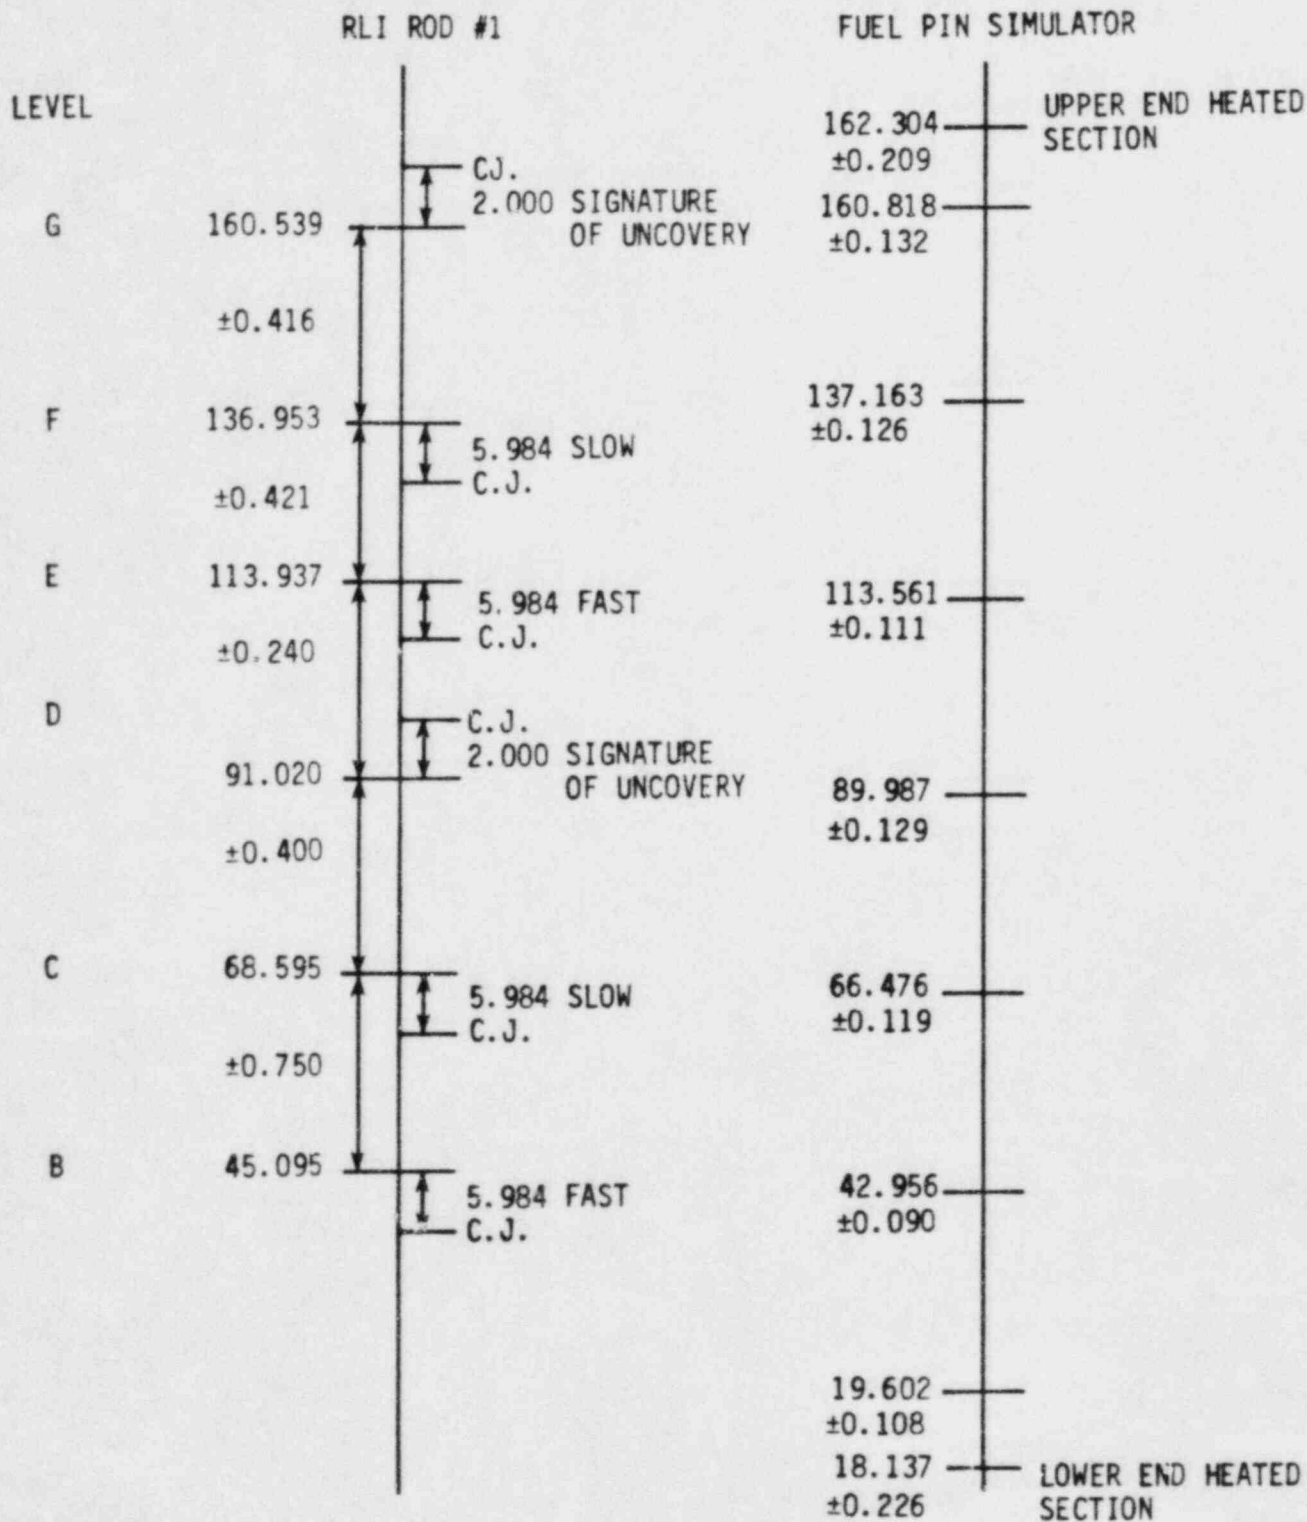 RLI ROD #1
FUEL PIN SIMULATOR
LEVEL
162.304
±0.209
UPPER END HEATED
SECTION
CJ.
2.000 SIGNATURE
OF UNCOVERY
160.818
±0.132
G
160.539
±0.416
F
136.953
5.984 SLOW
C.J.
137.163
±0.126
±0.421
E
113.937
5.984 FAST
C.J.
113.561
±0.111
±0.240
D
C.J.
2.000 SIGNATURE
OF UNCOVERY
91.020
89.987
±0.129
±0.400
C
68.595
5.984 SLOW
C.J.
66.476
±0.119
±0.750
B
45.095
5.984 FAST
C.J.
42.956
±0.090
19.602
±0.108
18.137
±0.226
LOWER END HEATED
SECTION